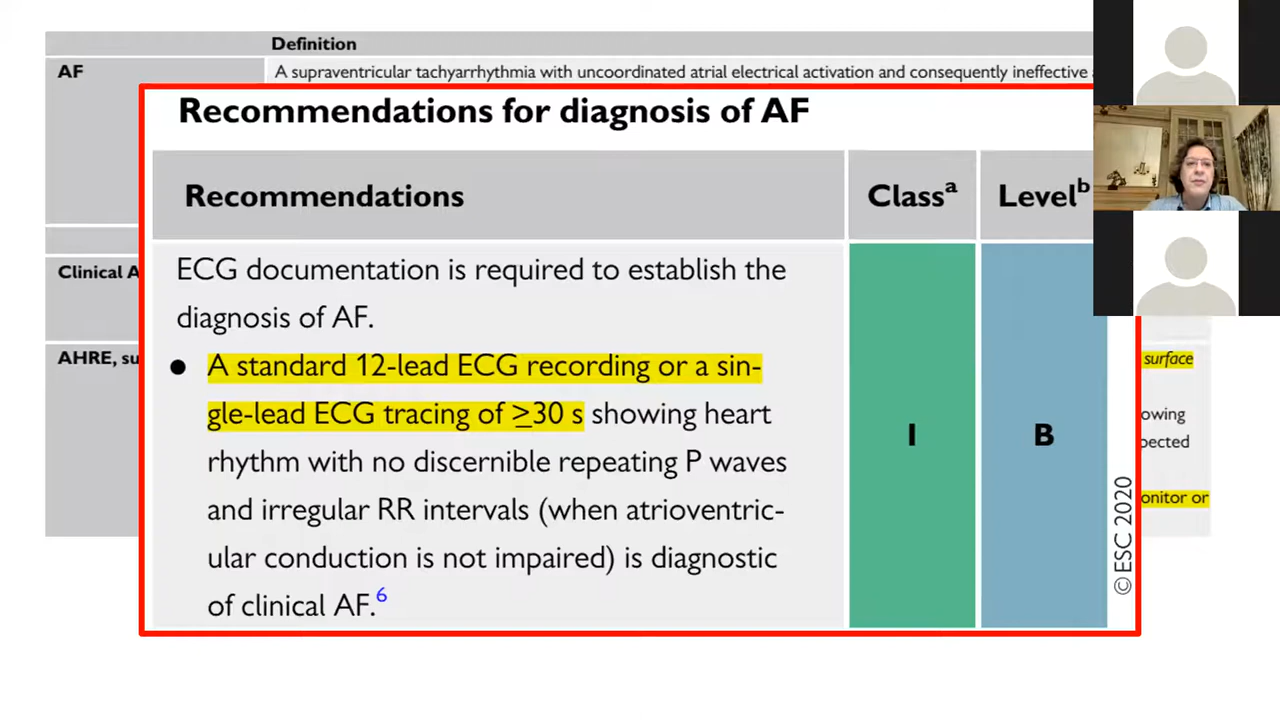 Definition
AF
A supraventricular tachyarrhythmia with uncoordinated atrial electrical activation and consequently ineffective
Recommendations for diagnosis of AF
Recommendations Classᵃ Levelᵇ
ECG documentation is required to establish the
diagnosis of AF.
● A standard 12-lead ECG recording or a sin-
gle-lead ECG tracing of ≥30 s showing heart
rhythm with no discernible repeating P waves
and irregular RR intervals (when atrioventric-
ular conduction is not impaired) is diagnostic
of clinical AF.⁶
I
B
© ESC 2020
Clinical A
AHRE, su
surface
owing
pected
onitor or